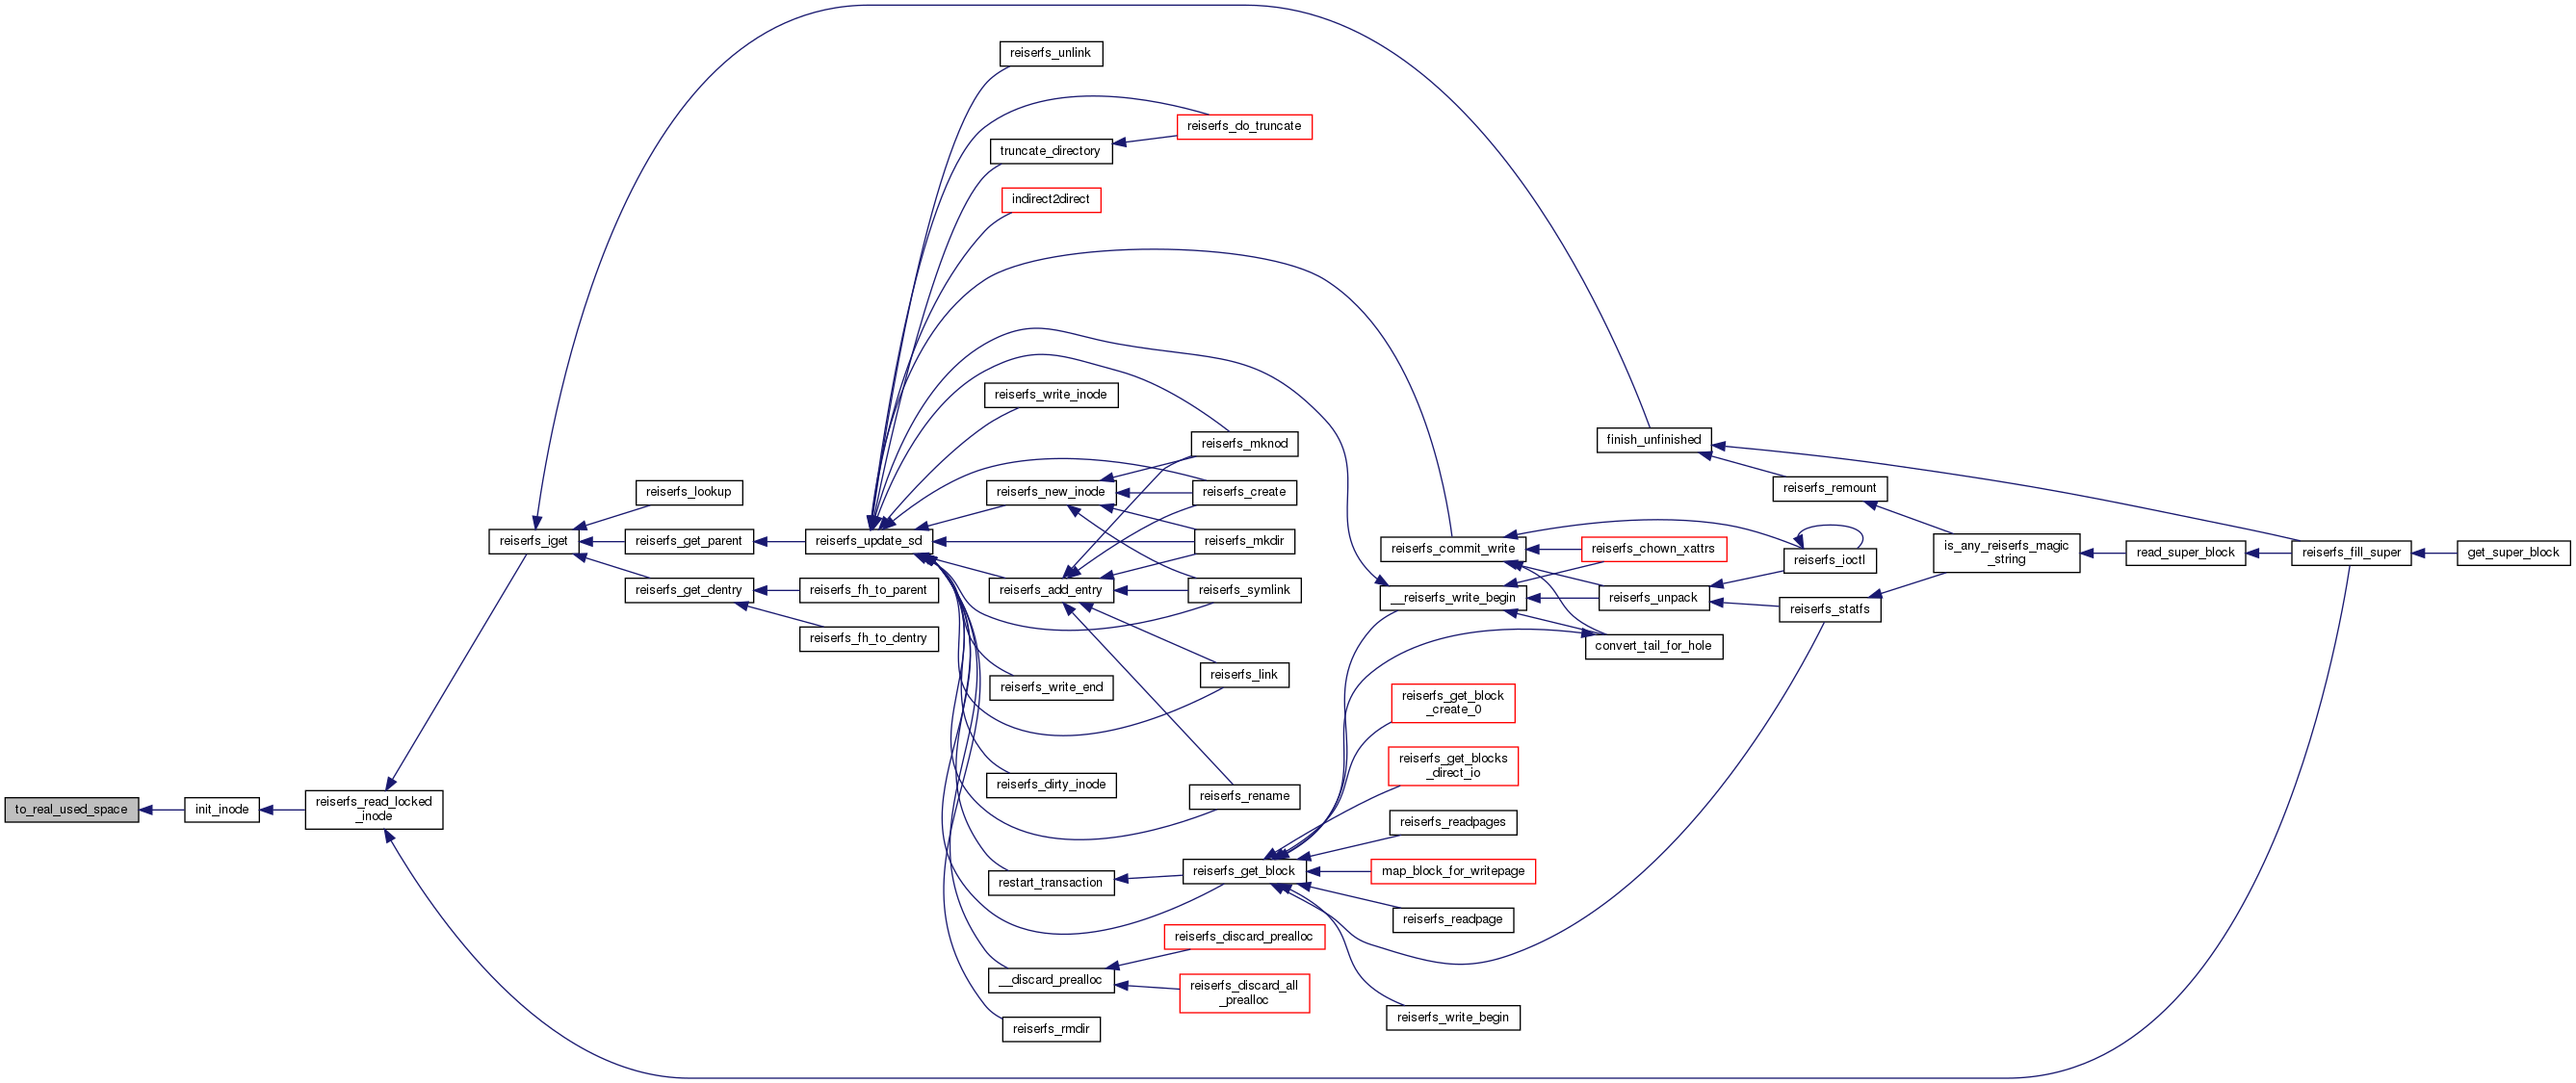 reiserfs_unlink
reiserfs_do_truncate
truncate_directory
indirect2direct
reiserfs_write_inode
reiserfs_mknod
finish_unfinished
reiserfs_lookup
reiserfs_new_inode
reiserfs_create
reiserfs_remount
reiserfs_iget
reiserfs_get_parent
reiserfs_update_sd
reiserfs_mkdir
reiserfs_commit_write
reiserfs_chown_xattrs
reiserfs_ioctl
is_any_reiserfs_magic
_string
read_super_block
reiserfs_fill_super
get_super_block
reiserfs_get_dentry
reiserfs_fh_to_parent
reiserfs_add_entry
reiserfs_symlink
__reiserfs_write_begin
reiserfs_unpack
reiserfs_statfs
reiserfs_fh_to_dentry
convert_tail_for_hole
reiserfs_write_end
reiserfs_link
reiserfs_get_block
_create_0
reiserfs_get_blocks
_direct_io
reiserfs_dirty_inode
reiserfs_rename
to_real_used_space
init_inode
reiserfs_read_locked
_inode
reiserfs_readpages
restart_transaction
reiserfs_get_block
map_block_for_writepage
reiserfs_readpage
reiserfs_discard_prealloc
__discard_prealloc
reiserfs_discard_all
_prealloc
reiserfs_write_begin
reiserfs_rmdir